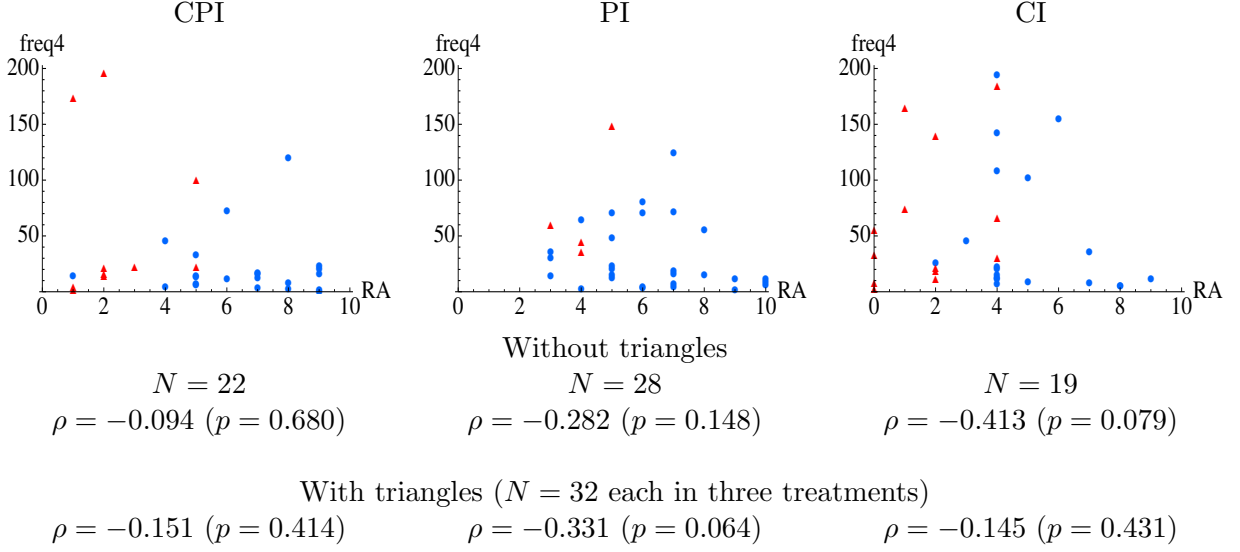 CPI PI CI
freq4 freq4 freq4
200 200 200
150 150 150
100 100 100
50 50 50
0 2 4 6 8 10 RA 0 2 4 6 8 10 RA 0 2 4 6 8 10 RA
Without triangles
N = 22 N = 28 N = 19
ρ = −0.094 (p = 0.680) ρ = −0.282 (p = 0.148) ρ = −0.413 (p = 0.079)
With triangles (N = 32 each in three treatments)
ρ = −0.151 (p = 0.414) ρ = −0.331 (p = 0.064) ρ = −0.145 (p = 0.431)